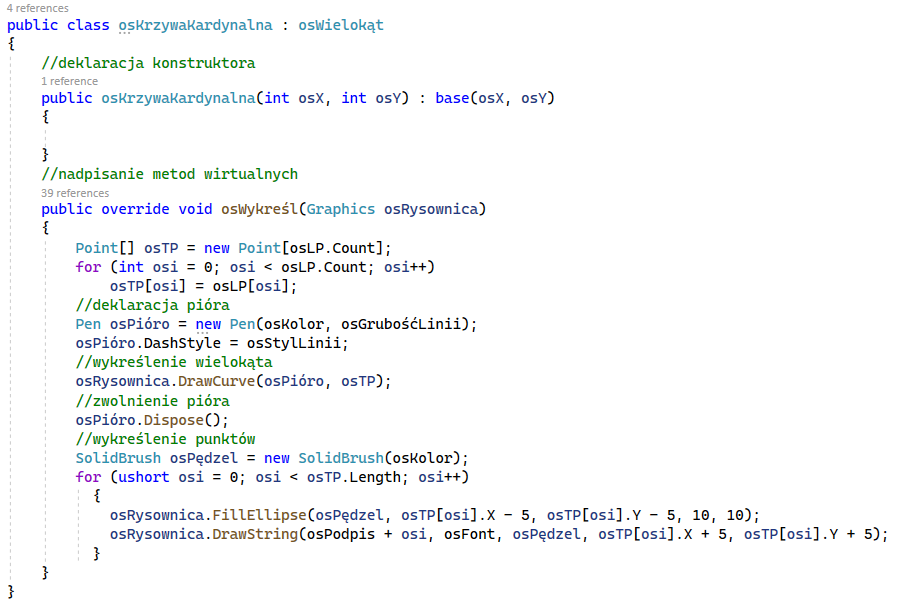 4 references
public class osKrzywaKardynalna : osWielokąt
{
//deklaracja konstruktora
1 reference
public osKrzywaKardynalna(int osX, int osY) : base(osX, osY)
{
}
//nadpisanie metod wirtualnych
39 references
public override void osWykreśl(Graphics osRysownica)
{
Point[] osTP = new Point[osLP.Count];
for (int osi = 0; osi < osLP.Count; osi++)
osTP[osi] = osLP[osi];
//deklaracja pióra
Pen osPióro = new Pen(osKolor, osGrubośćLinii);
osPióro.DashStyle = osStylLinii;
//wykreślenie wielokąta
osRysownica.DrawCurve(osPióro, osTP);
//zwolnienie pióra
osPióro.Dispose();
//wykreślenie punktów
SolidBrush osPędzel = new SolidBrush(osKolor);
for (ushort osi = 0; osi < osTP.Length; osi++)
{
osRysownica.FillEllipse(osPędzel, osTP[osi].X - 5, osTP[osi].Y - 5, 10, 10);
osRysownica.DrawString(osPodpis + osi, osFont, osPędzel, osTP[osi].X + 5, osTP[osi].Y + 5);
}
}
}